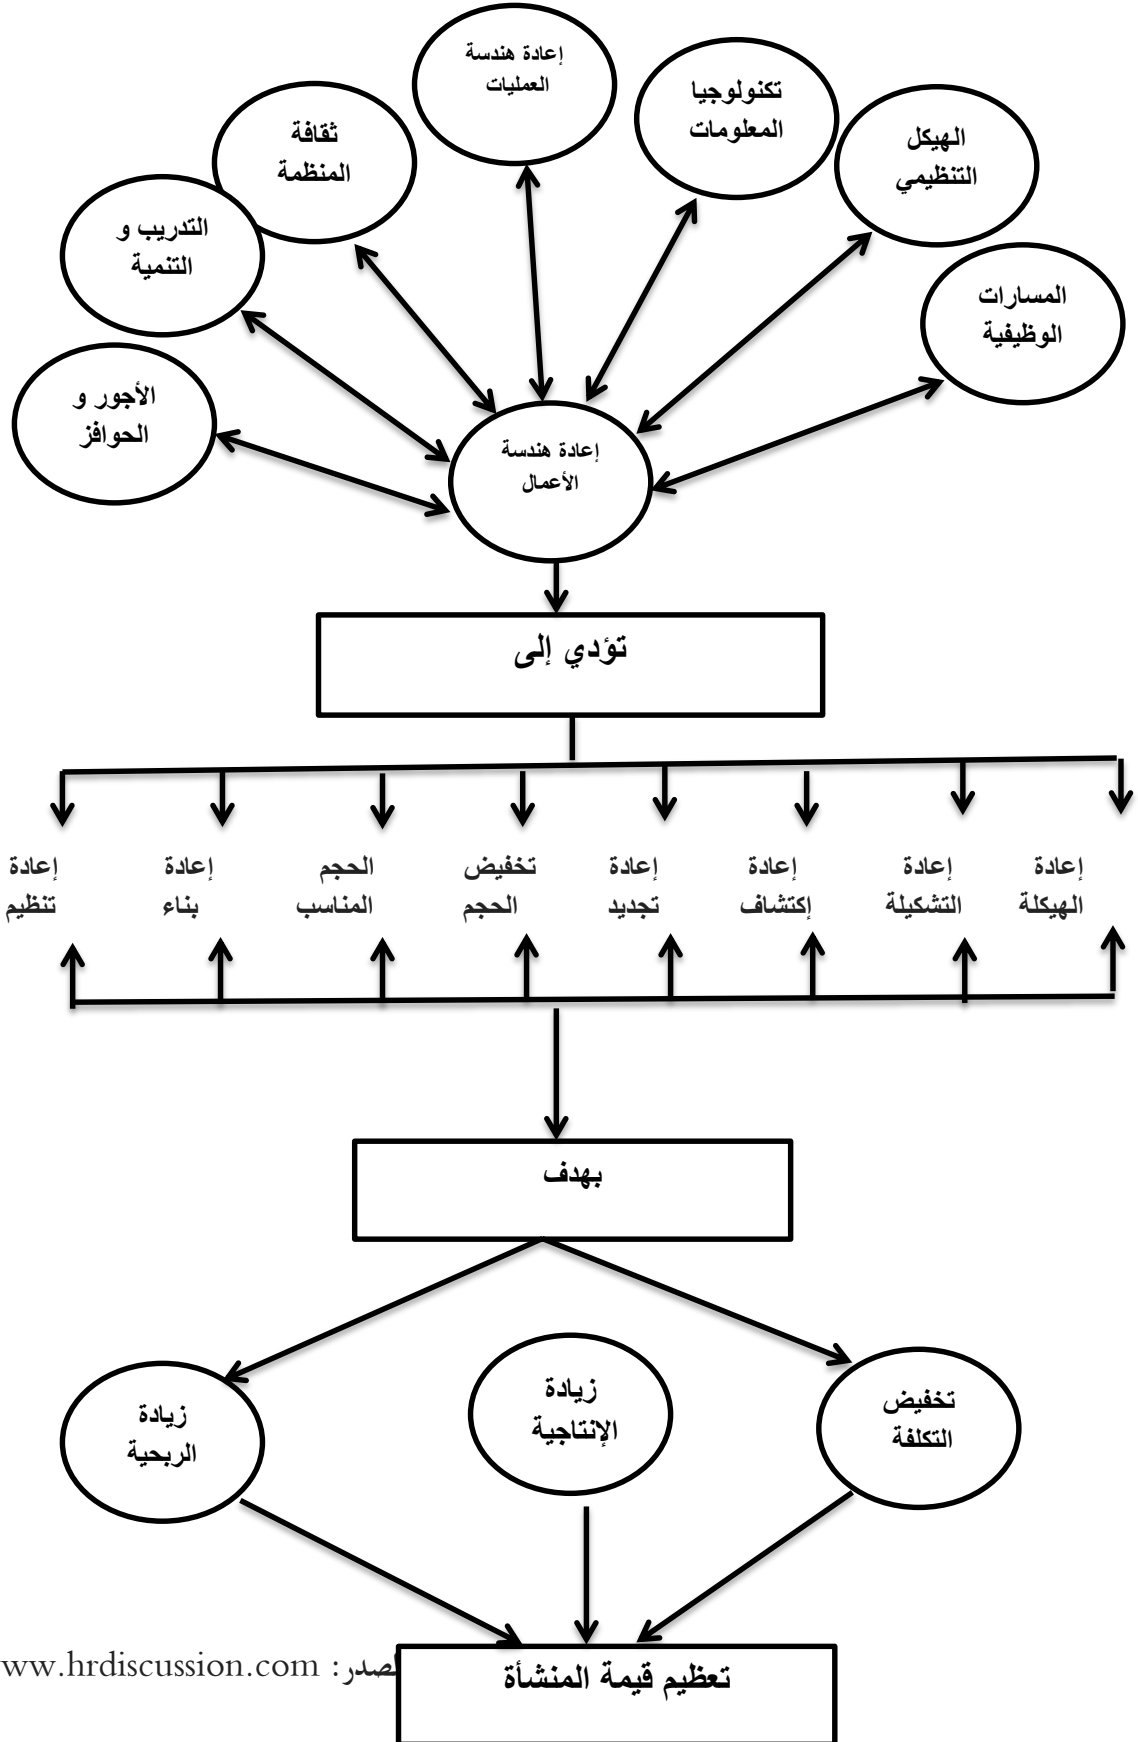 إعادة هندسة
العمليات
تكنولوجيا
المعلومات
الهيكل
التنظيمي
ثقافة
المنظمة
التدريب و
التنمية
المسارات
الوظيفية
الأجور و
الحوافز
إعادة هندسة
الأعمال
تؤدي إلى
إعادة
الهيكلة
إعادة
التشكيلة
إعادة
إكتشاف
إعادة
تجديد
تخفيض
الحجم
الحجم
المناسب
إعادة
بناء
إعادة
تنظيم
بهدف
تخفيض
التكلفة
زيادة
الإنتاجية
زيادة
الربحية
لمصدر: ww.hrdiscussion.com
تعظيم قيمة المنشأة